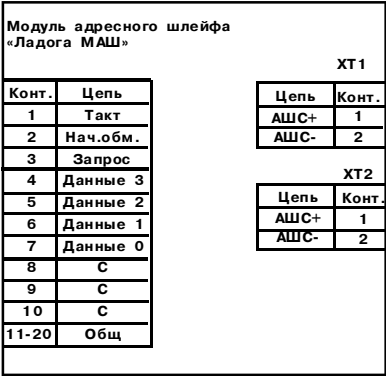 Модуль адресного шлейфа
«Ладога МАШ»
Конт. Цепь
1 Такт
2 Нач.обм.
3 Запрос
4 Данные 3
5 Данные 2
6 Данные 1
7 Данные 0
8 С
9 С
10 С
11-20 Общ
XT1
Цепь Конт.
АШС+ 1
АШС- 2
XT2
Цепь Конт.
АШС+ 1
АШС- 2